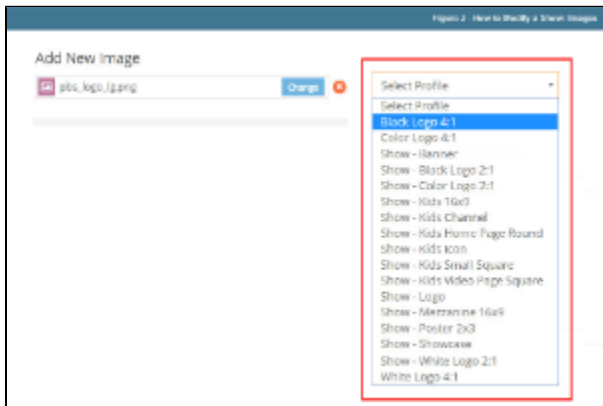 Figure 2 How to Modify a Show Images
Add New Image
pbs_logo_lg.png
Change
Select Profile
Select Profile
Black Logo 4:1
Color Logo 4:1
Show - Banner
Show - Black Logo 2:1
Show - Color Logo 2:1
Show - Kids 16x9
Show - Kids Channel
Show - Kids Home Page Round
Show - Kids Icon
Show - Kids Small Square
Show - Kids Video Page Square
Show - Logo
Show - Mezzanine 16x9
Show - Poster 2x3
Show - Showcase
Show - White Logo 2:1
White Logo 4:1